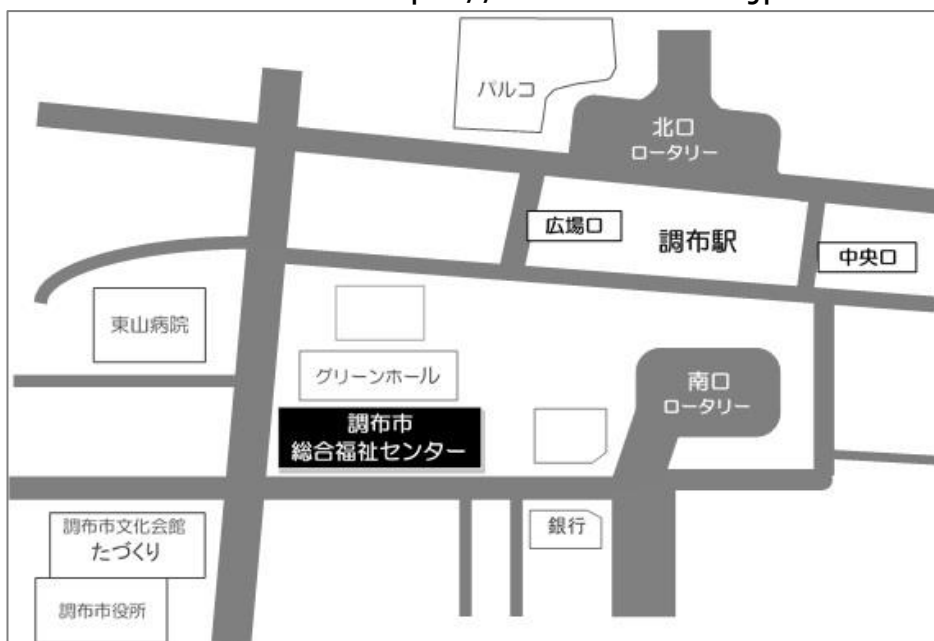 パルコ
北口
ロータリー
広場口
調布駅
中央口
東山病院
グリーンホール
南口
ロータリー
調布市
総合福祉センター
調布市文化会館
たづくり
銀行
調布市役所